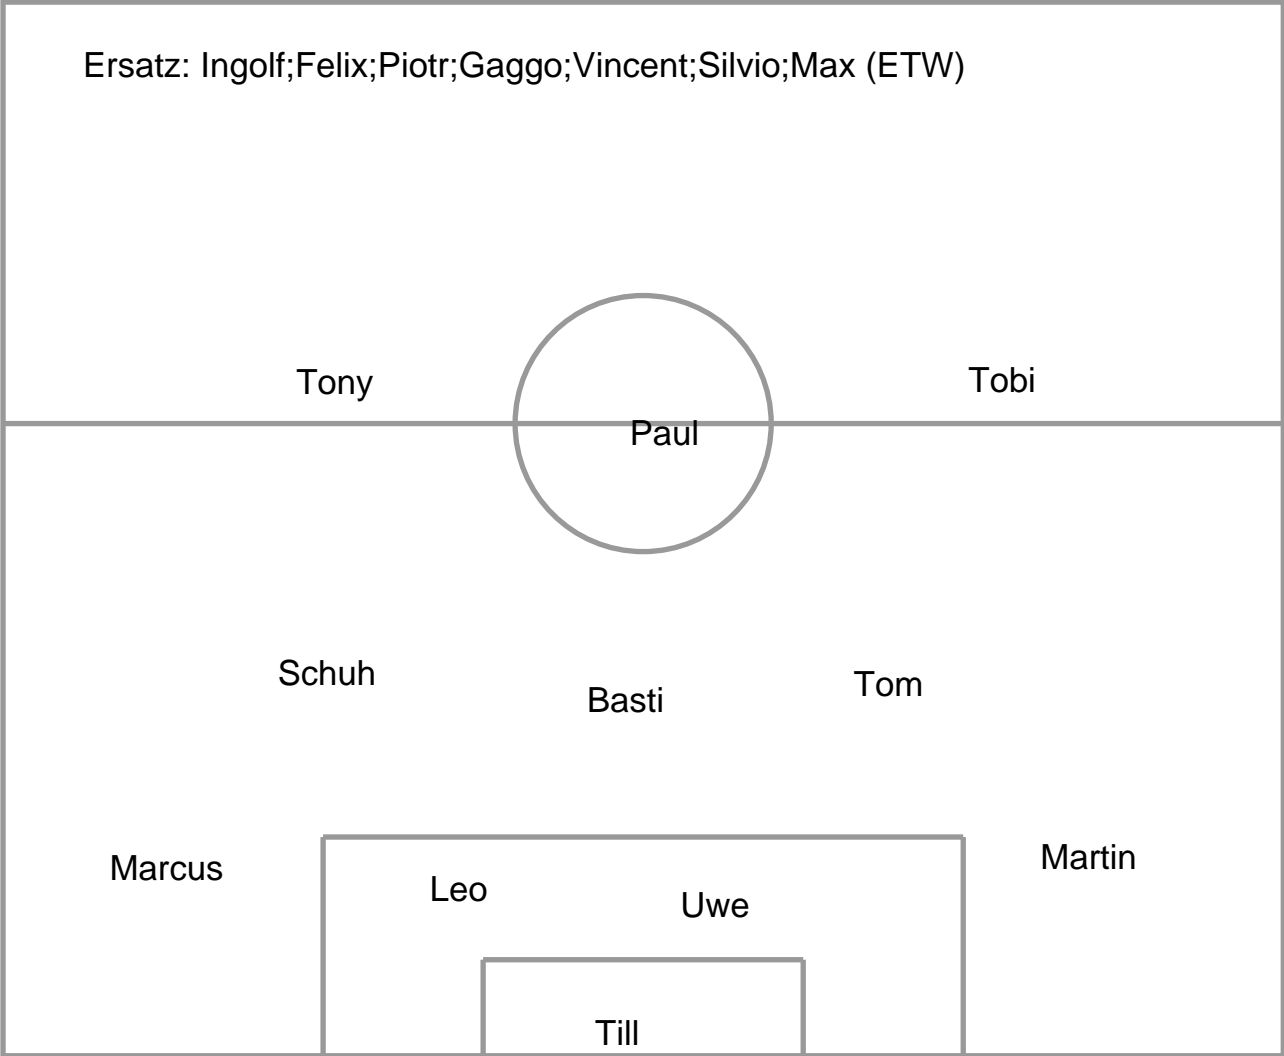 Ersatz: Ingolf;Felix;Piotr;Gaggo;Vincent;Silvio;Max (ETW)
Tony
Tobi
Paul
Schuh
Basti
Tom
Marcus
Leo
Uwe
Martin
Till